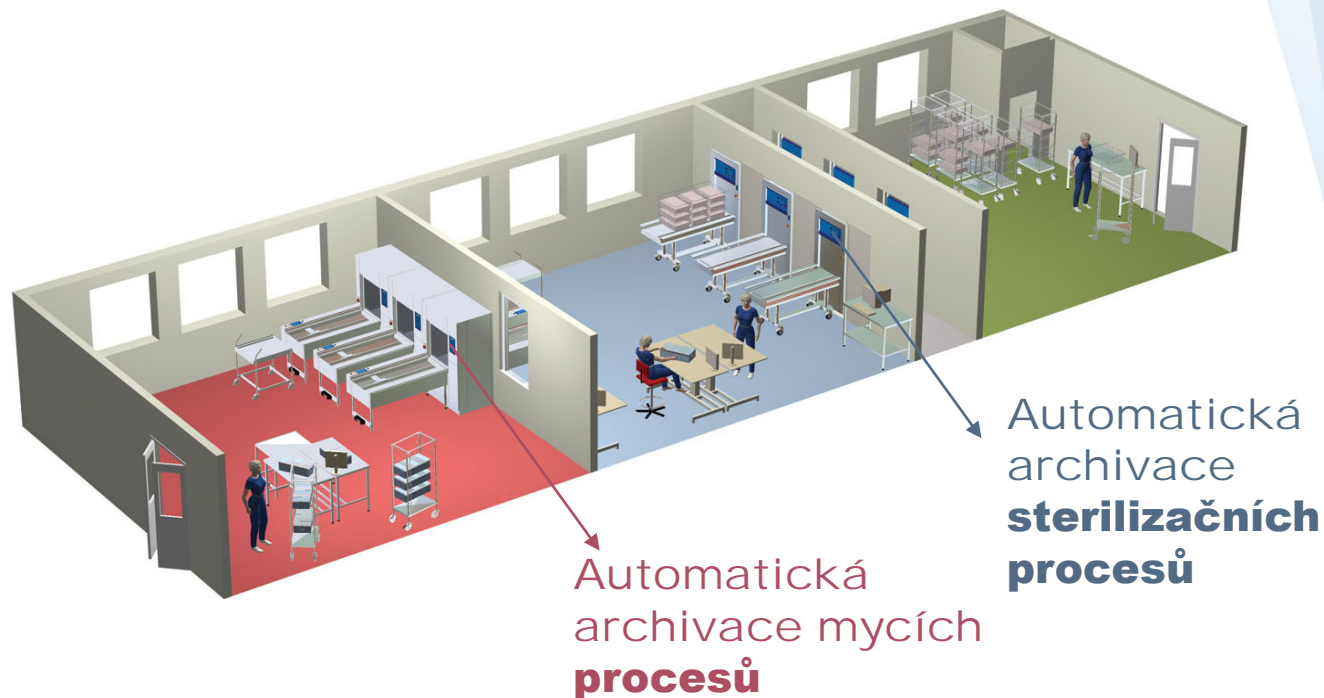 Automatická
archivace
sterilizačních
procesů
Automatická
archivace mycích
procesů